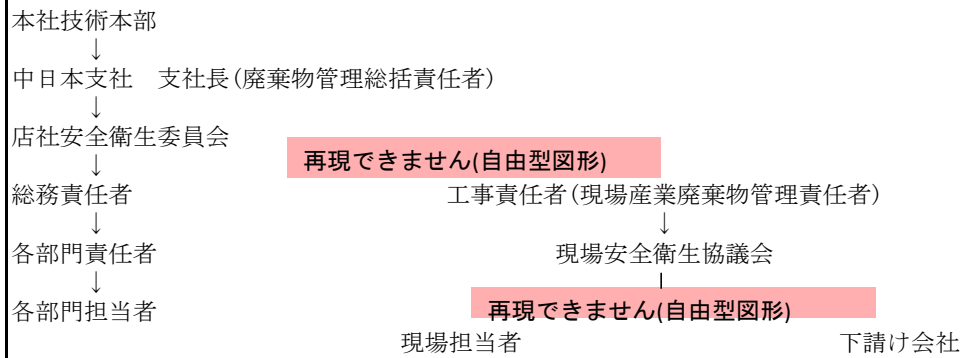 本社技術本部
↓
中日本支社　支社長(廃棄物管理総括責任者)
↓
店社安全衛生委員会
再現できません(自由型図形)
↓
総務責任者　工事責任者(現場産業廃棄物管理責任者)
↓　↓
各部門責任者　現場安全衛生協議会
↓
各部門担当者　再現できません(自由型図形)
現場担当者　下請け会社